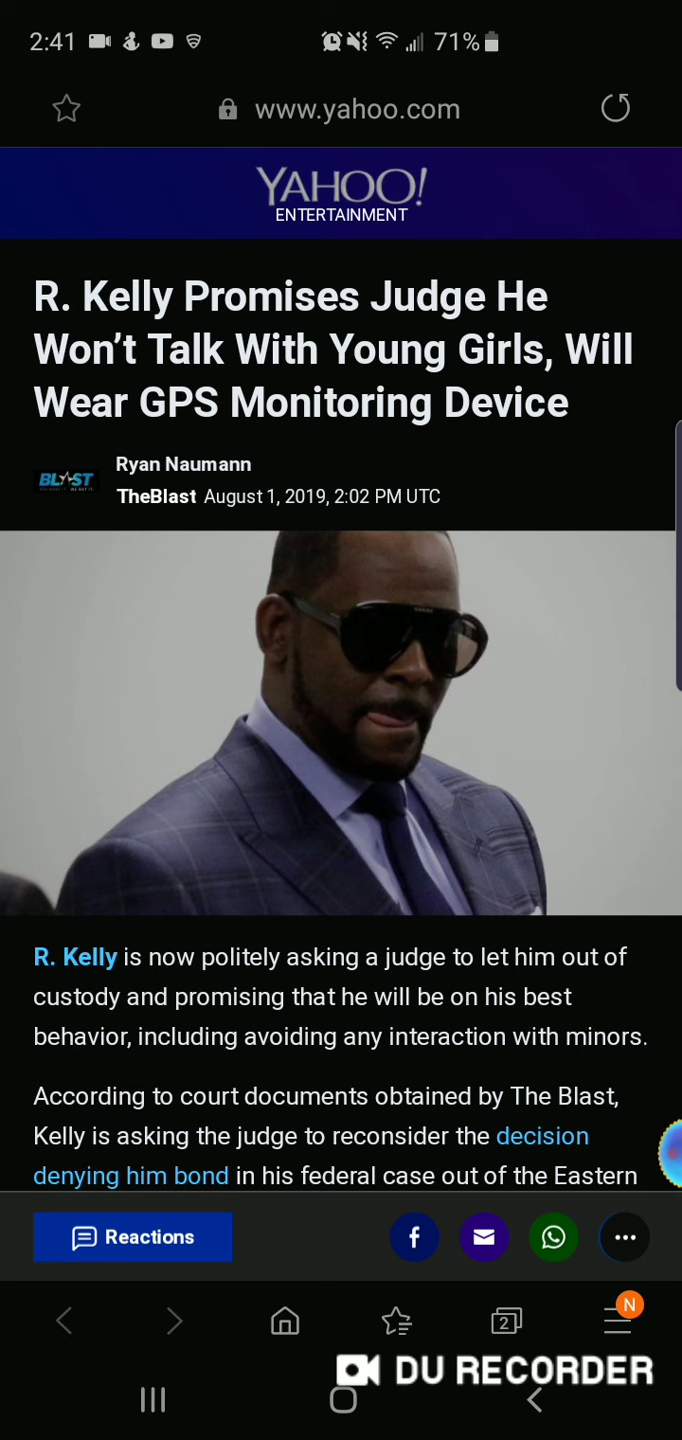 2:41
71%
www.yahoo.com
YAHOO!
ENTERTAINMENT
R. Kelly Promises Judge He
Won’t Talk With Young Girls, Will
Wear GPS Monitoring Device
Ryan Naumann
BLAST
TheBlast August 1, 2019, 2:02 PM UTC
R. Kelly is now politely asking a judge to let him out of
custody and promising that he will be on his best
behavior, including avoiding any interaction with minors.
According to court documents obtained by The Blast,
Kelly is asking the judge to reconsider the decision
denying him bond in his federal case out of the Eastern
Reactions
N
2
DU RECORDER